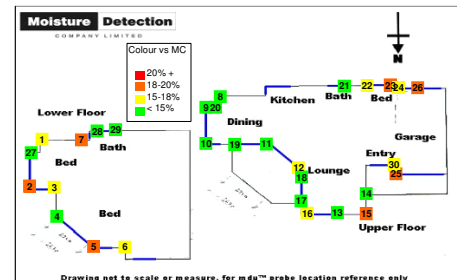 Moisture Detection
COMPANY LIMITED
N
Colour vs MC
20% +
18-20%
15-18%
< 15%
Lower Floor
1
7
28
29
Bath
27
Bed
2
3
4
Bed
5
6
8
9
20
Kitchen
Bath
21
22
23
24
26
Bed
Dining
Garage
10
19
11
Entry
12
Lounge
30
25
18
17
14
16
13
15
Upper Floor
Drawing not to scale or measure, for mdu™ probe location reference only